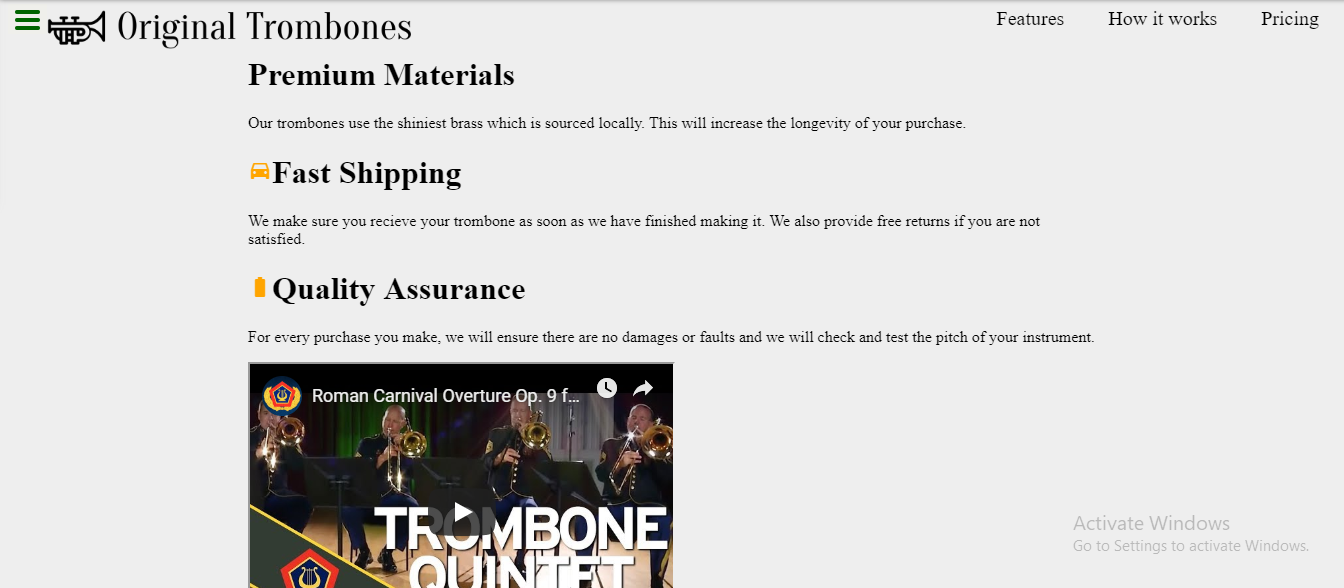 Original Trombones
Features
How it works
Pricing
Premium Materials
Our trombones use the shiniest brass which is sourced locally. This will increase the longevity of your purchase.
Fast Shipping
We make sure you recieve your trombone as soon as we have finished making it. We also provide free returns if you are not
satisfied.
Quality Assurance
For every purchase you make, we will ensure there are no damages or faults and we will check and test the pitch of your instrument.
Roman Carnival Overture Op. 9 f...
TROMBONE
QUINTET
Activate Windows
Go to Settings to activate Windows.